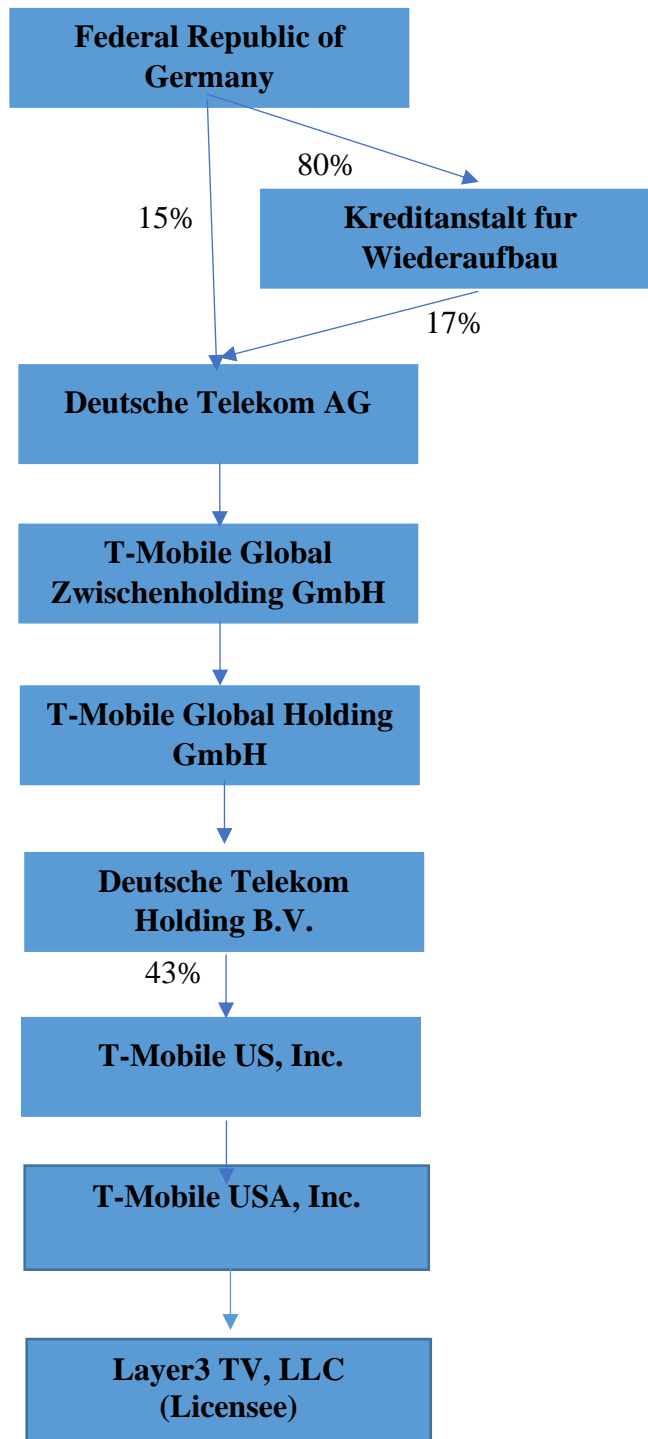 Federal Republic of
Germany
80%
15%
Kreditanstalt fur
Wiederaufbau
17%
Deutsche Telekom AG
T-Mobile Global
Zwischenholding GmbH
T-Mobile Global Holding
GmbH
Deutsche Telekom
Holding B.V.
43%
T-Mobile US, Inc.
T-Mobile USA, Inc.
Layer3 TV, LLC
(Licensee)